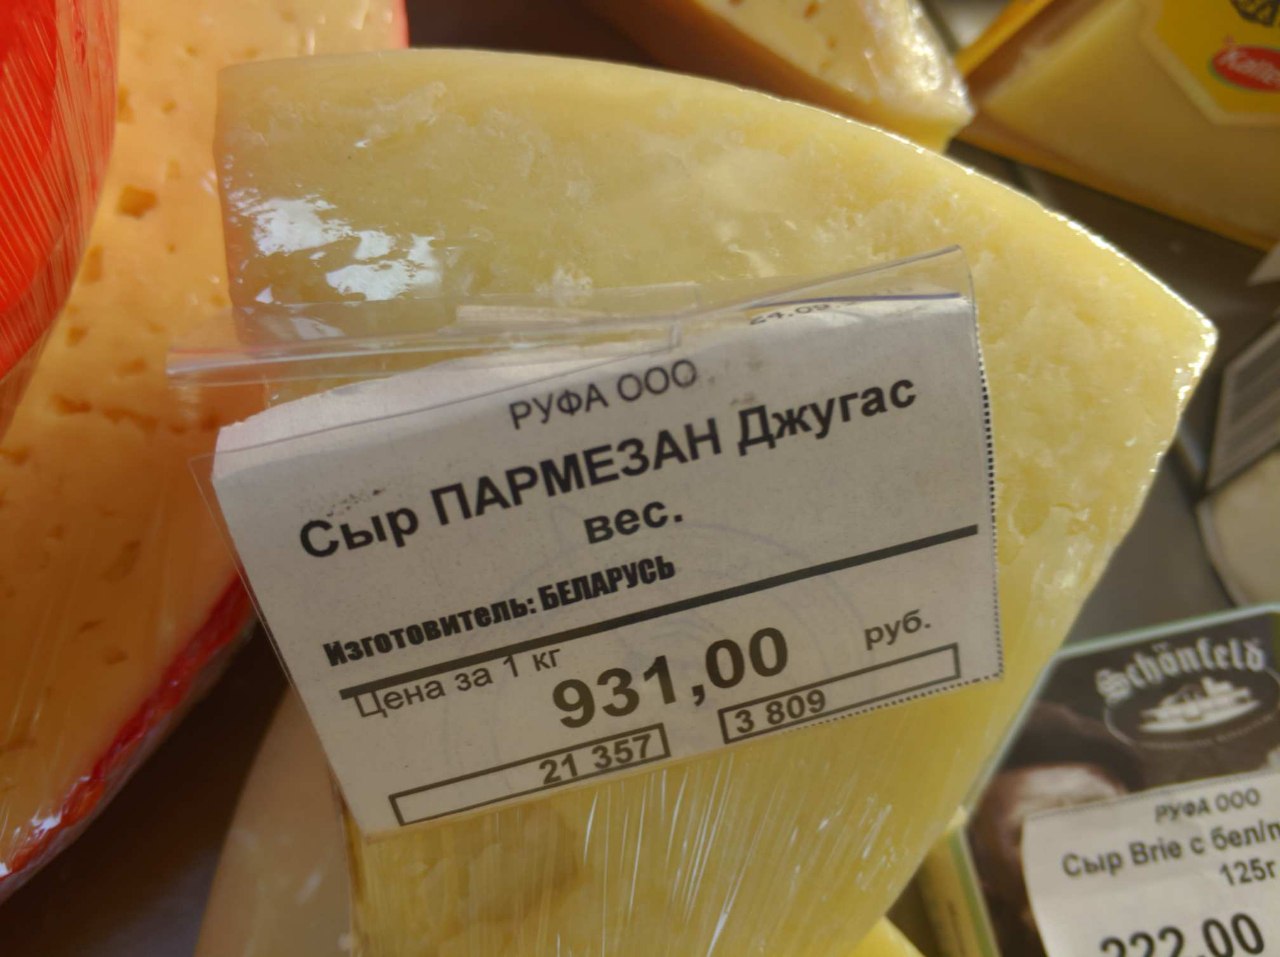 РУФА ООО
Сыр ПАРМЕЗАН Джугас
вес.
Изготовитель: БЕЛАРУСЬ
Цена за 1 кг
931,00
руб.
21 357
3 809
Schönfeld
РУФА ООО
Сыр Brie с бел/п
125г
222,00